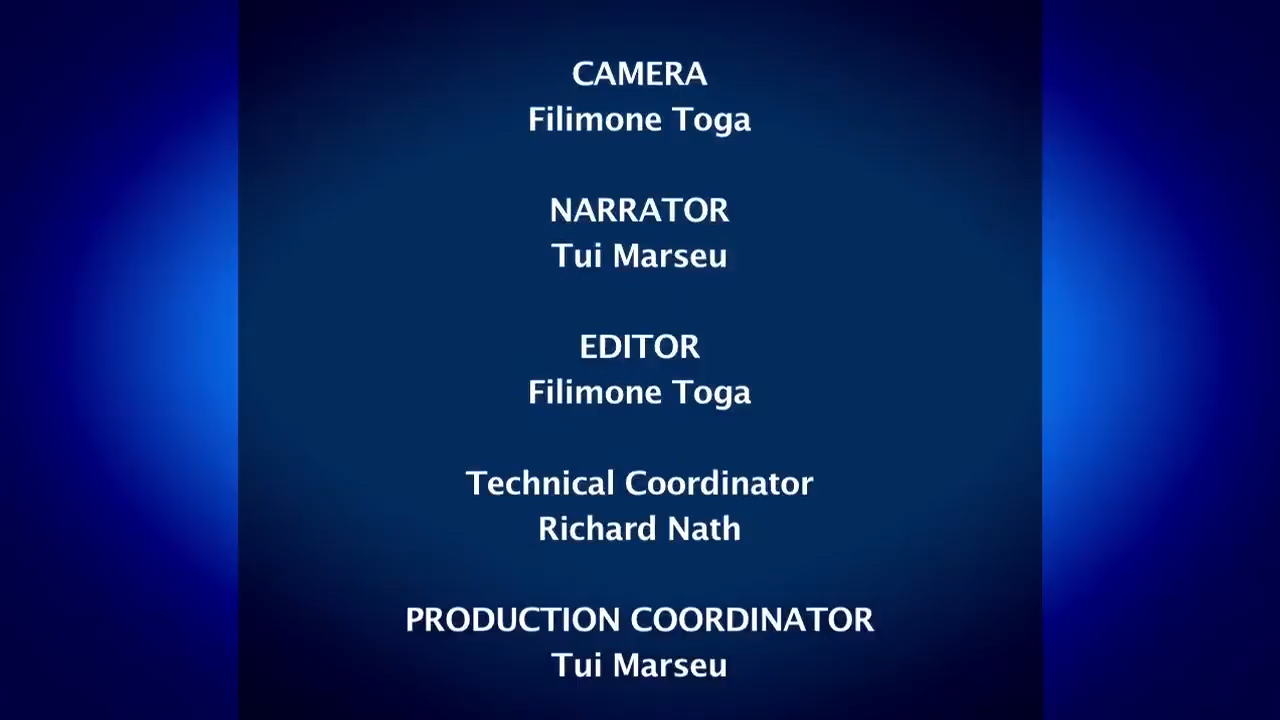 CAMERA
Filimone Toga
NARRATOR
Tui Marseu
EDITOR
Filimone Toga
Technical Coordinator
Richard Nath
PRODUCTION COORDINATOR
Tui Marseu